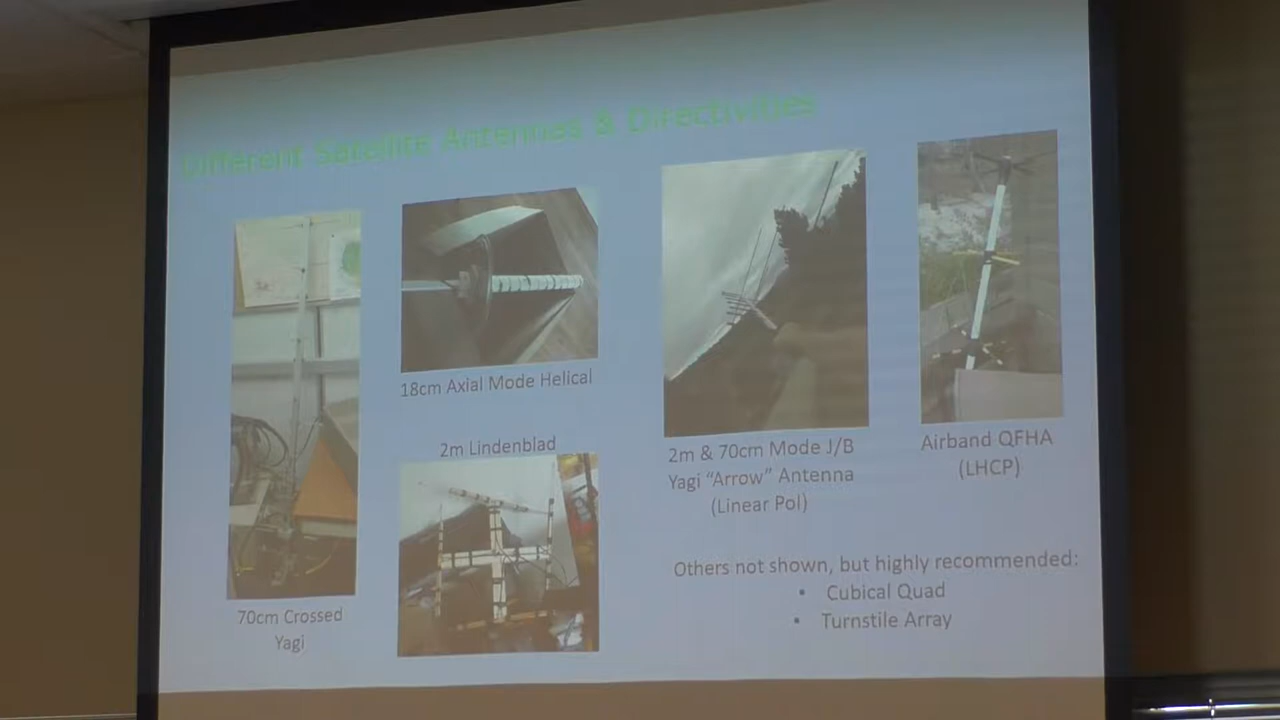 Different Satellite Antennas & Directivities
18cm Axial Mode Helical
2m Lindenblad
70cm Crossed
Yagi
2m & 70cm Mode J/B
Yagi “Arrow” Antenna
(Linear Pol)
Airband QFHA
(LHCP)
Others not shown, but highly recommended:
• Cubical Quad
• Turnstile Array